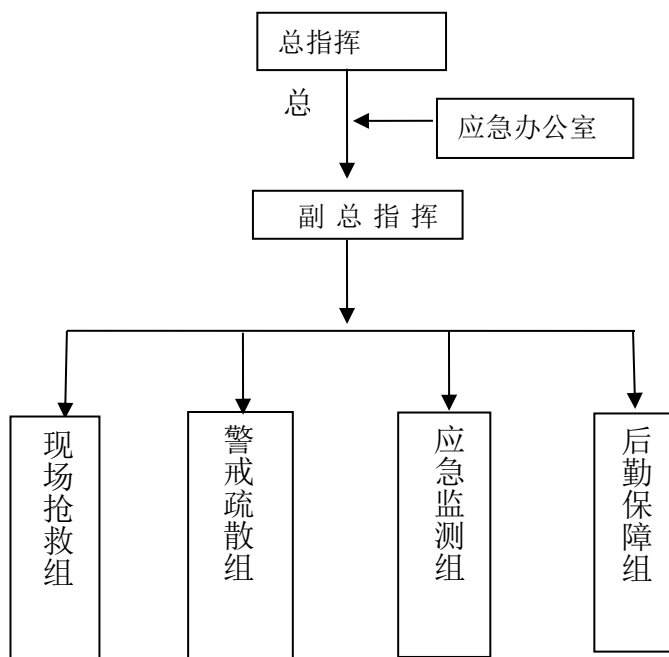 总指挥
总
应急办公室
副总指挥
现场抢救组
警戒疏散组
应急监测组
后勤保障组